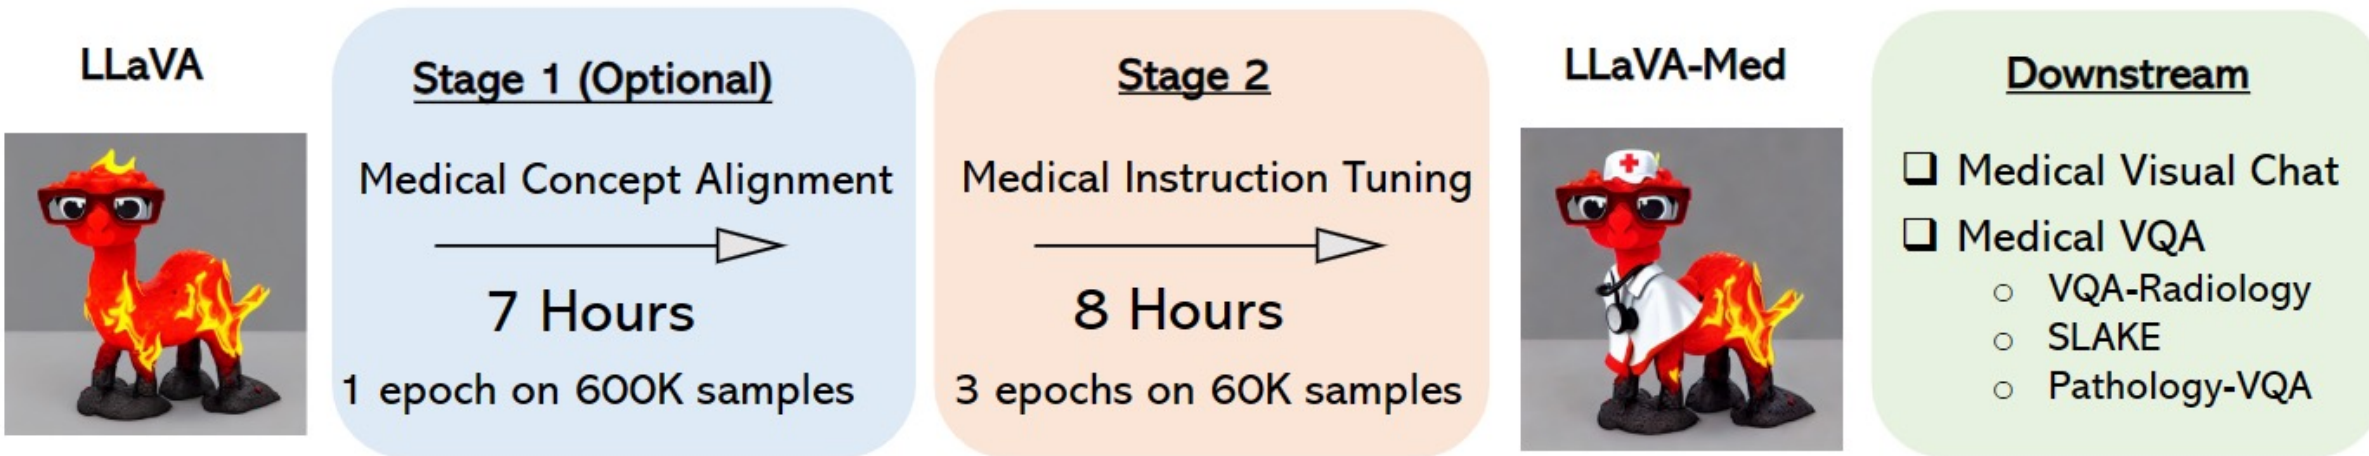 LLaVA
Stage 1 (Optional)
Medical Concept Alignment
7 Hours
1 epoch on 600K samples
Stage 2
Medical Instruction Tuning
8 Hours
3 epochs on 60K samples
LLaVA-Med
Downstream
❑ Medical Visual Chat
❑ Medical VQA
○ VQA-Radiology
○ SLAKE
○ Pathology-VQA